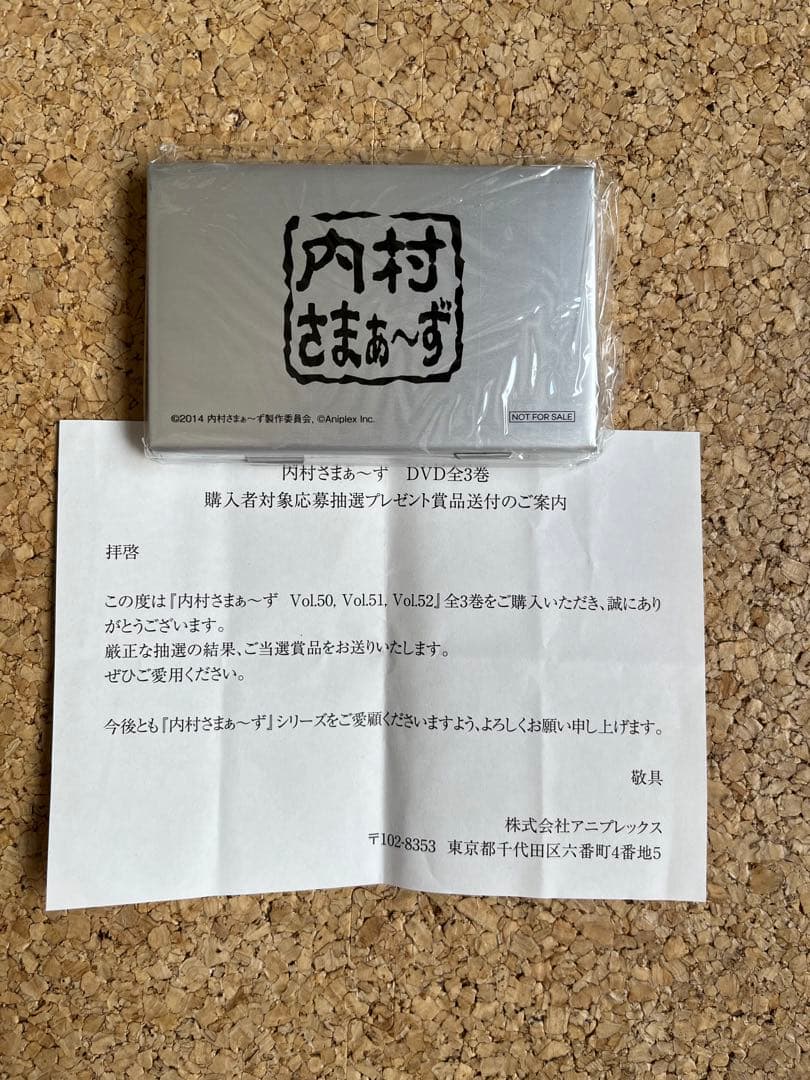 内村
さまぁ〜ず
©2014 内村さまぁ〜ず製作委員会, ©Aniplex Inc.
NOT FOR SALE
内村さまぁ〜ず　DVD全3巻
購入者対象応募抽選プレゼント賞品送付のご案内
拝啓
この度は『内村さまぁ〜ず　Vol.50, Vol.51, Vol.52』全3巻をご購入いただき、誠にあり
がとうございます。
厳正な抽選の結果、ご当選賞品をお送りいたします。
ぜひご愛用ください。
今後とも『内村さまぁ〜ず』シリーズをご愛顧くださいますよう、よろしくお願い申し上げます。
敬具
株式会社アニプレックス
〒102-8353　東京都千代田区六番町4番地5